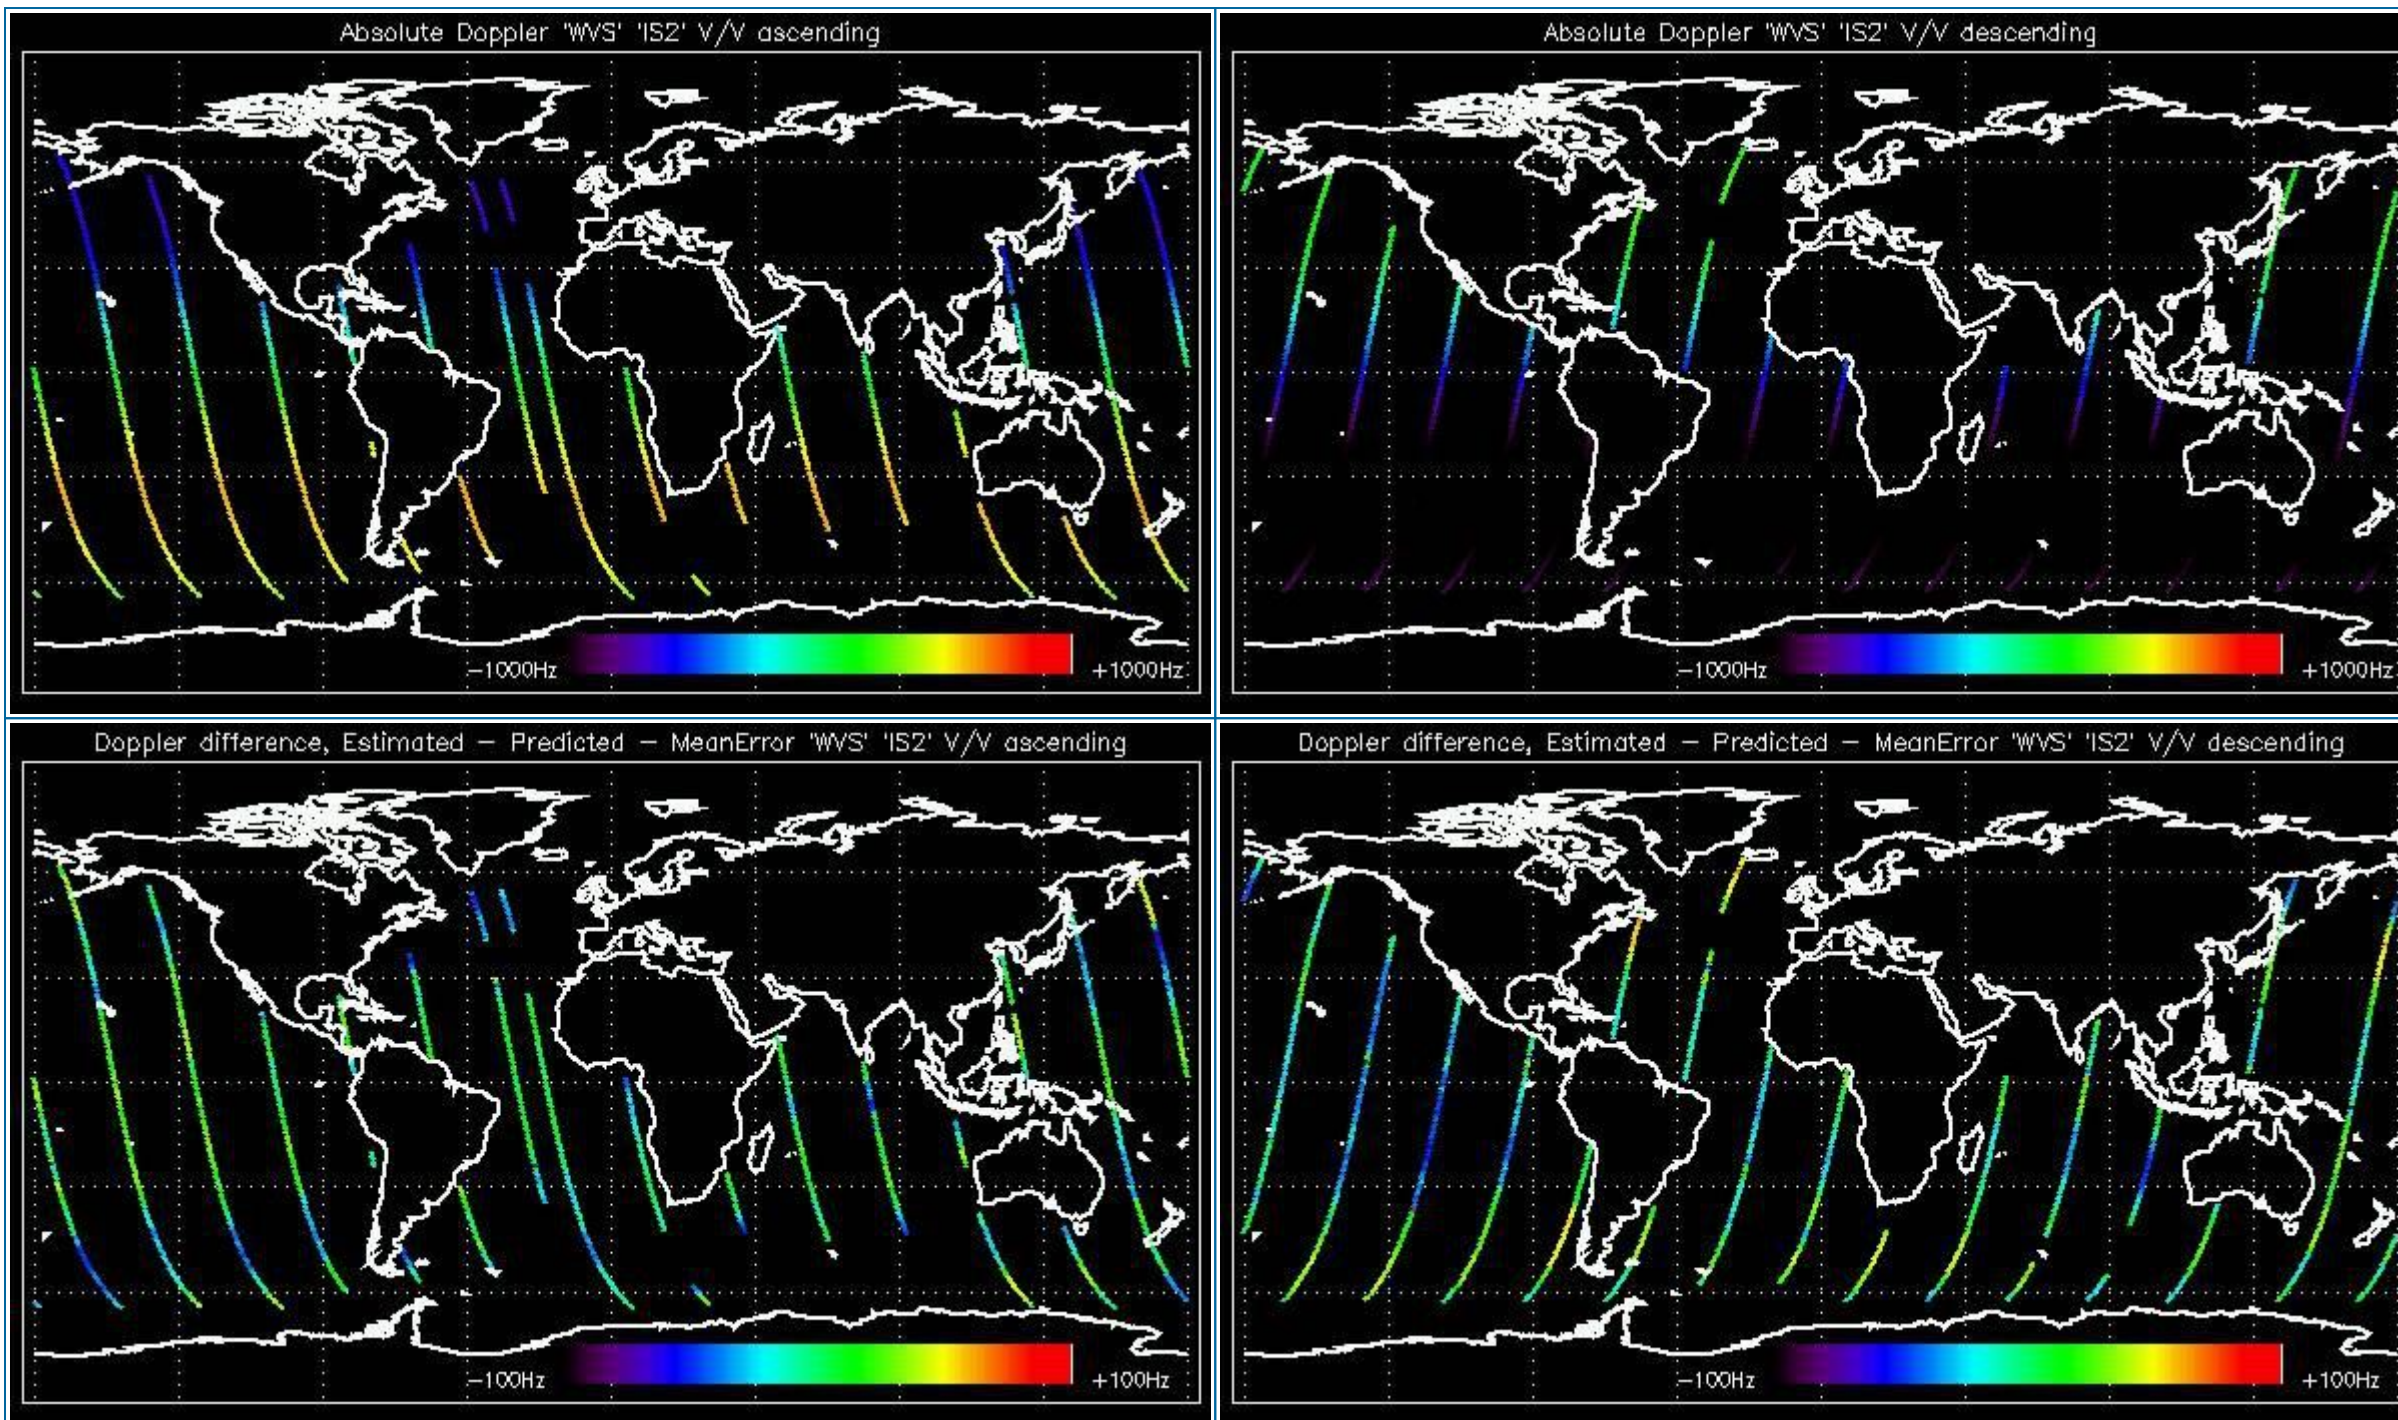 Absolute Doppler 'WVS' 'IS2' V/V ascending
-1000Hz
+1000Hz
Absolute Doppler 'WVS' 'IS2' V/V descending
-1000Hz
+1000Hz
Doppler difference, Estimated - Predicted - MeanError 'WVS' 'IS2' V/V ascending
-100Hz
+100Hz
Doppler difference, Estimated - Predicted - MeanError 'WVS' 'IS2' V/V descending
-100Hz
+100Hz